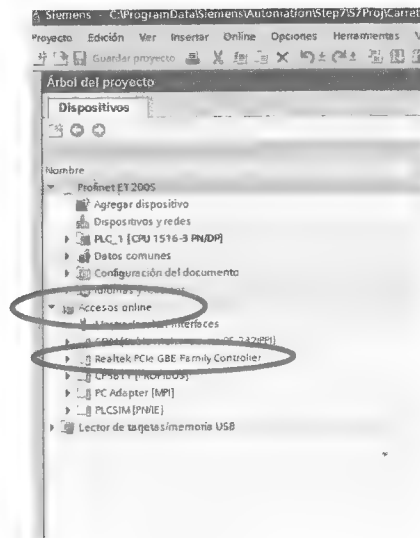 Siemens - C:\ProgramData\Siemens\Automation\Step7\S7Proj\Carret
Proyecto Edición Ver Insertar Online Opciones Herramientas V
Guardar proyecto
Árbol del proyecto
Dispositivos
Nombre
Profinet ET 200S
Agregar dispositivo
Dispositivos y redes
PLC_1 [CPU 1516-3 PN/DP]
Datos comunes
Configuración del documento
Accesos online
Realtek PCIe GBE Family Controller
[PROFIBUS]
PC Adapter [MPI]
PLCSIM [PN/IE]
Lector de tarjetas/memoria USB